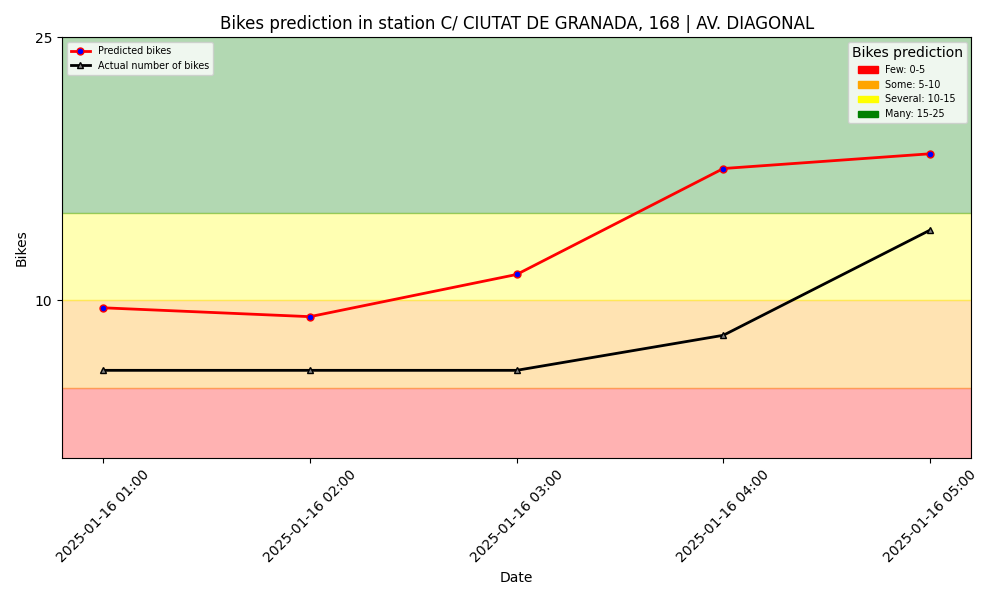 Bikes prediction in station C/ CIUTAT DE GRANADA, 168 | AV. DIAGONAL
25
Predicted bikes
Actual number of bikes
Bikes prediction
Few: 0-5
Some: 5-10
Several: 10-15
Many: 15-25
Bikes
10
2025-01-16 01:00
2025-01-16 02:00
2025-01-16 03:00
2025-01-16 04:00
2025-01-16 05:00
Date